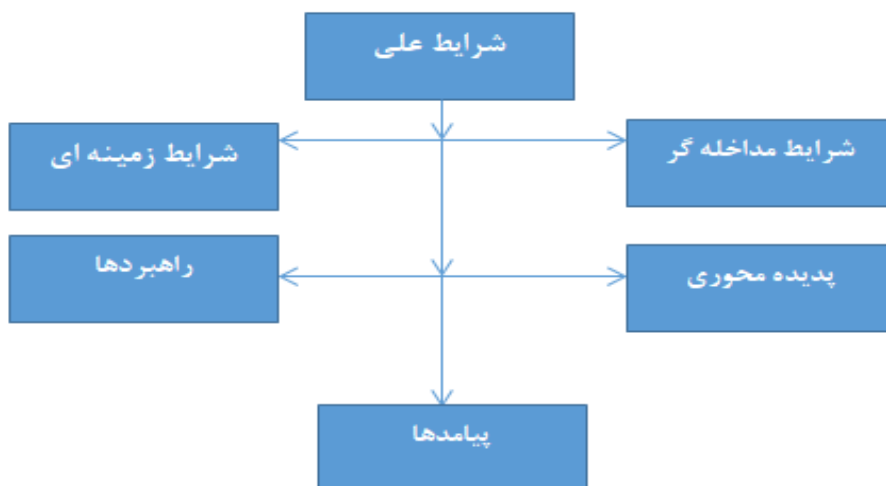 شرایط علی
شرایط مداخله گر
شرایط زمینه ای
پدیده محوری
راهبردها
پیامدها